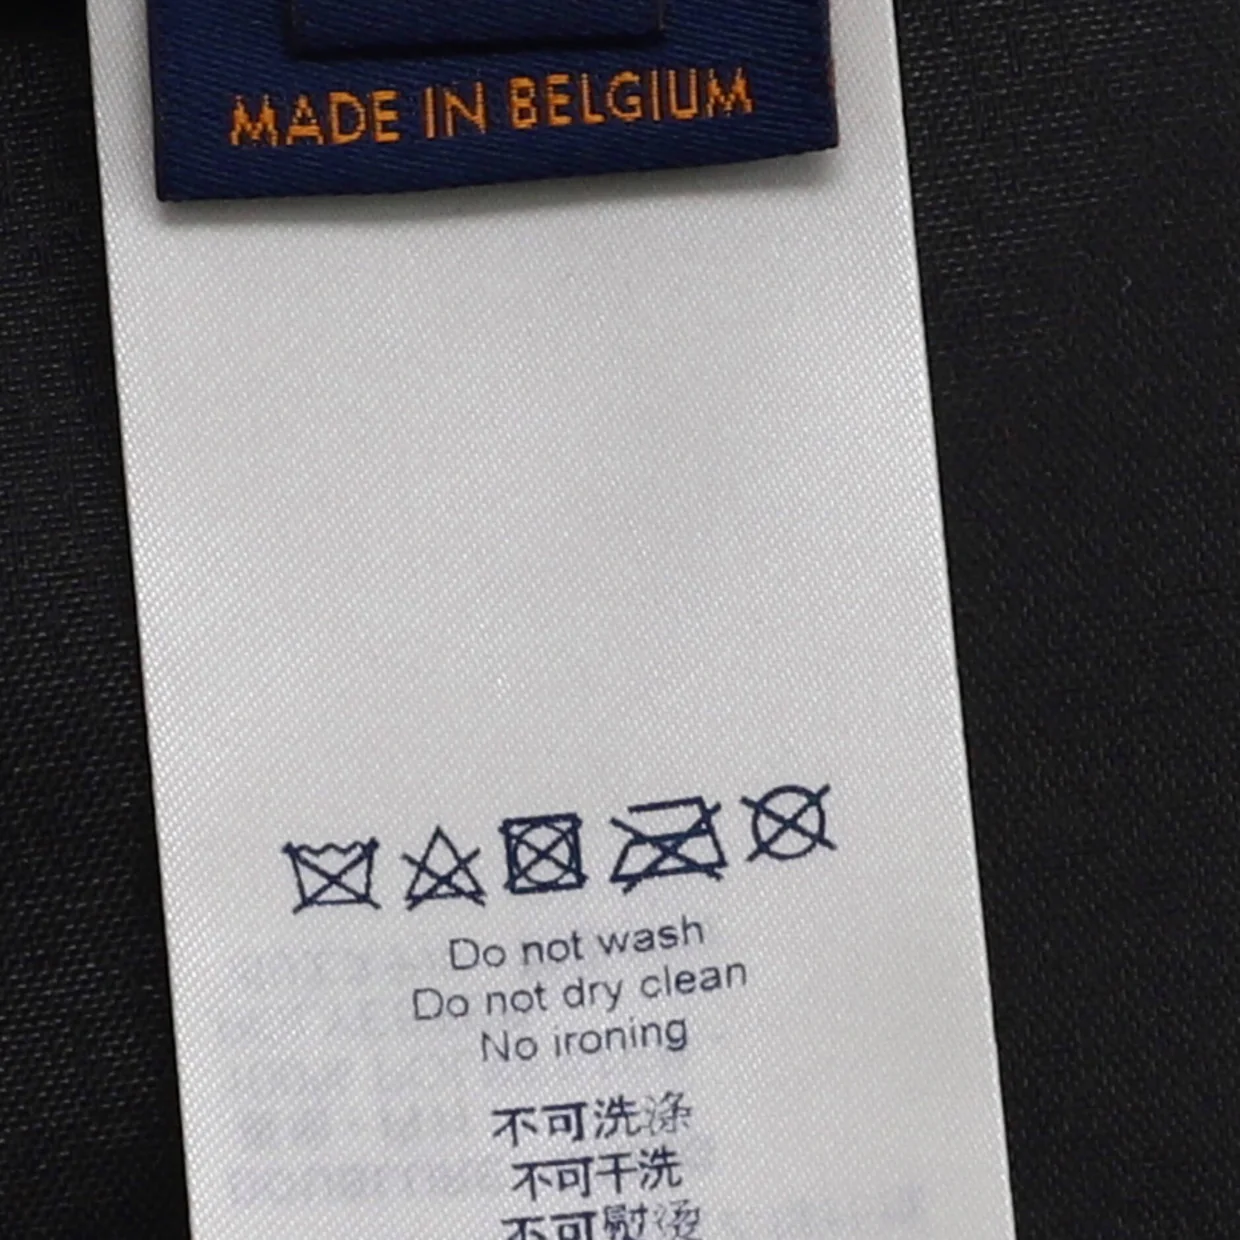 MADE IN BELGIUM
Do not wash
Do not dry clean
No ironing
不可洗涤
不可干洗
不可熨烫